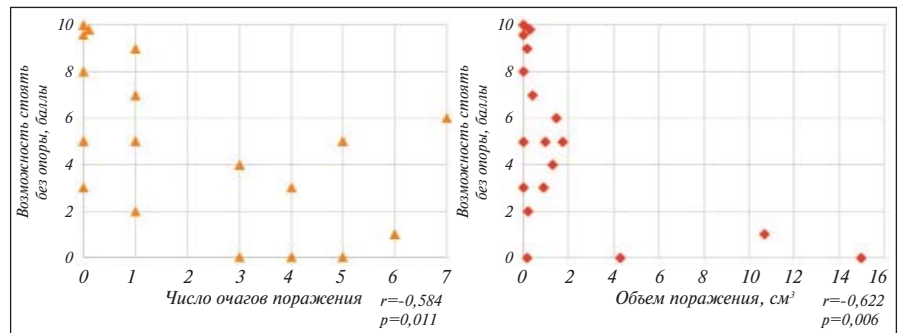 Возможность стоять
без опоры, баллы
10
8
6
4
2
0
0
1
2
3
4
5
6
7
Число очагов поражения
r=-0,584
p=0,011
Возможность стоять
без опоры, баллы
10
8
6
4
2
0
0
2
4
6
8
10
12
14
16
Объем поражения, см³
r=-0,622
p=0,006